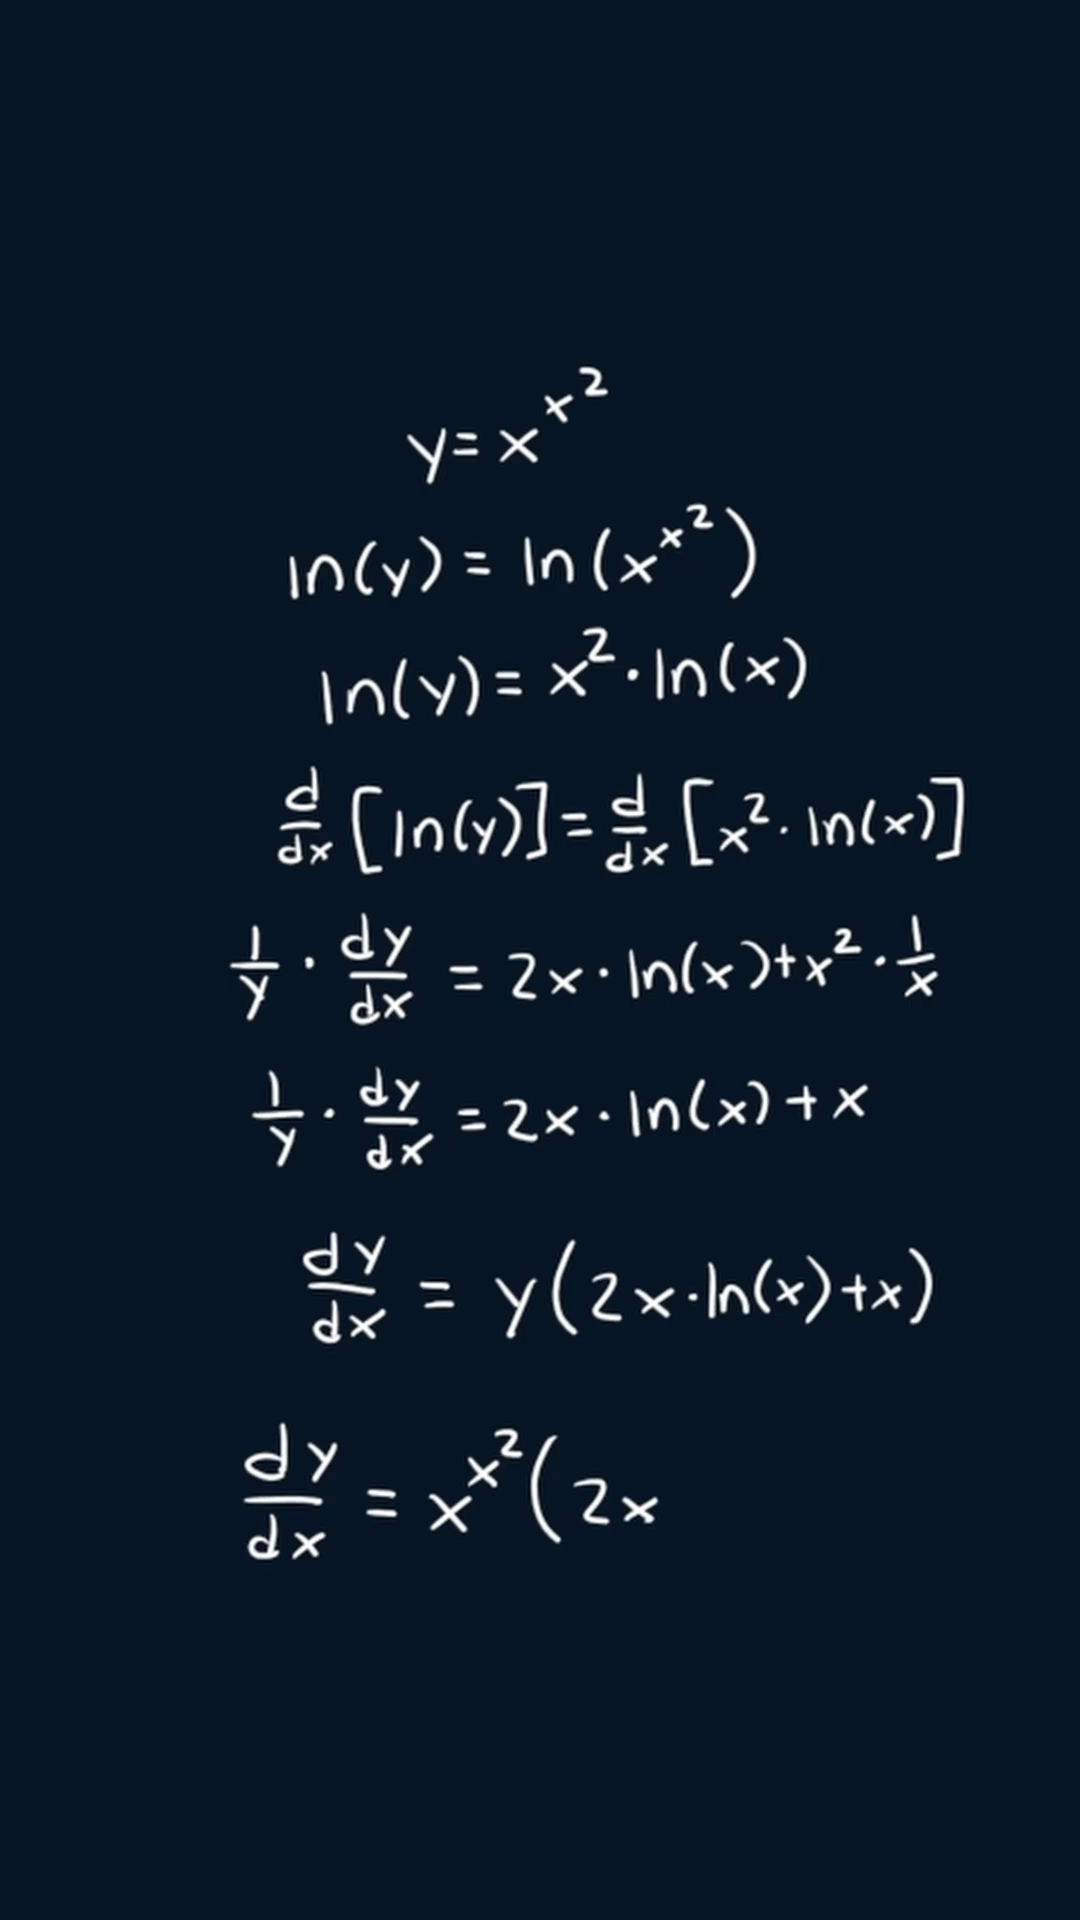 y = x^x^2
ln(y) = ln(x^x^2)
ln(y) = x^2 · ln(x)
d/dx [ln(y)] = d/dx [x^2 · ln(x)]
1/y · dy/dx = 2x · ln(x) + x^2 · 1/x
1/y · dy/dx = 2x · ln(x) + x
dy/dx = y(2x · ln(x) + x)
dy/dx = x^x^2(2x